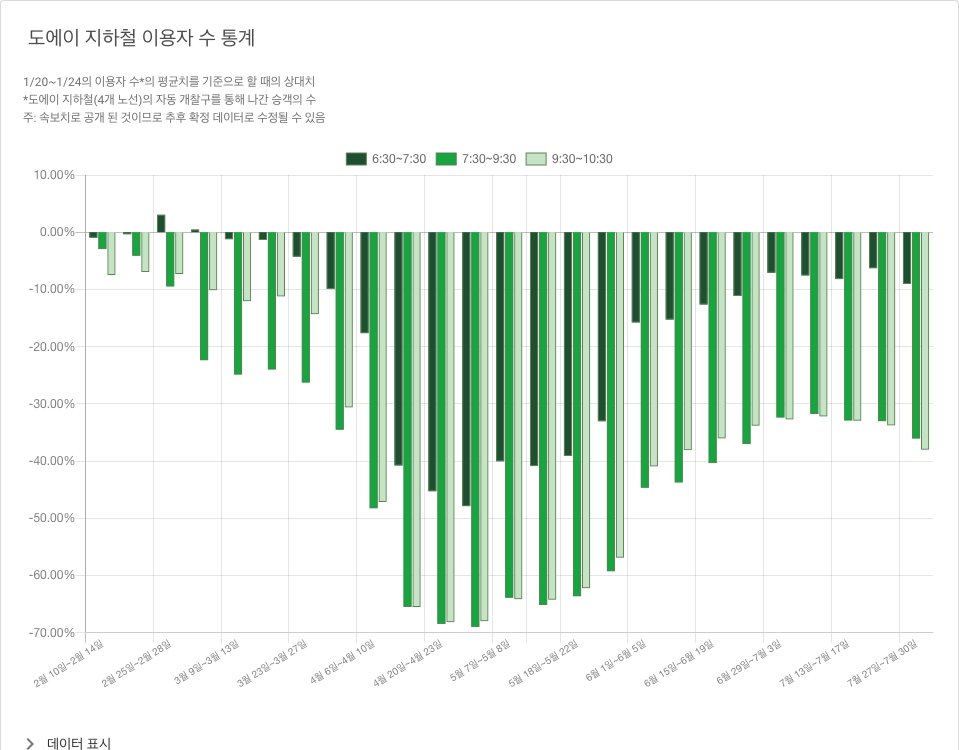 도에이 지하철 이용자 수 통계
1/20~1/24의 이용자 수*의 평균치를 기준으로 할 때의 상대치
*도에이 지하철(4개 노선)의 자동 개찰구를 통해 나간 승객의 수
주: 속보치로 공개 된 것이므로 추후 확정 데이터로 수정될 수 있음
6:30~7:30 7:30~9:30 9:30~10:30
10.00%
0.00%
-10.00%
-20.00%
-30.00%
-40.00%
-50.00%
-60.00%
-70.00%
2월 10일~2월 14일
2월 25일~2월 28일
3월 9일~3월 13일
3월 23일~3월 27일
4월 6일~4월 10일
4월 20일~4월 23일
5월 7일~5월 8일
5월 18일~5월 22일
6월 1일~6월 5일
6월 15일~6월 19일
6월 29일~7월 3일
7월 13일~7월 17일
7월 27일~7월 30일
데이터 표시